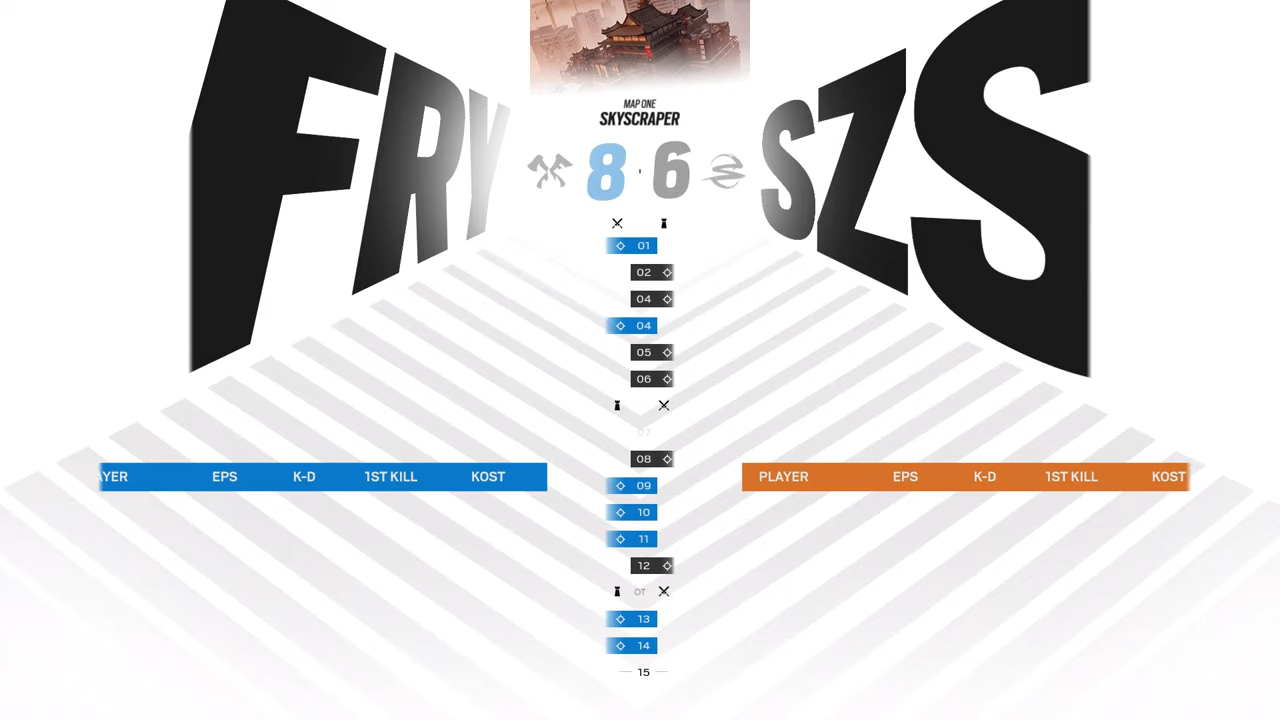 FRY
SZS
MAP ONE
SKYSCRAPER
8 · 6
01
02
04
04
05
06
07
08
09
10
11
12
OT
13
14
15
AYER EPS K-D 1ST KILL KOST
PLAYER EPS K-D 1ST KILL KOST